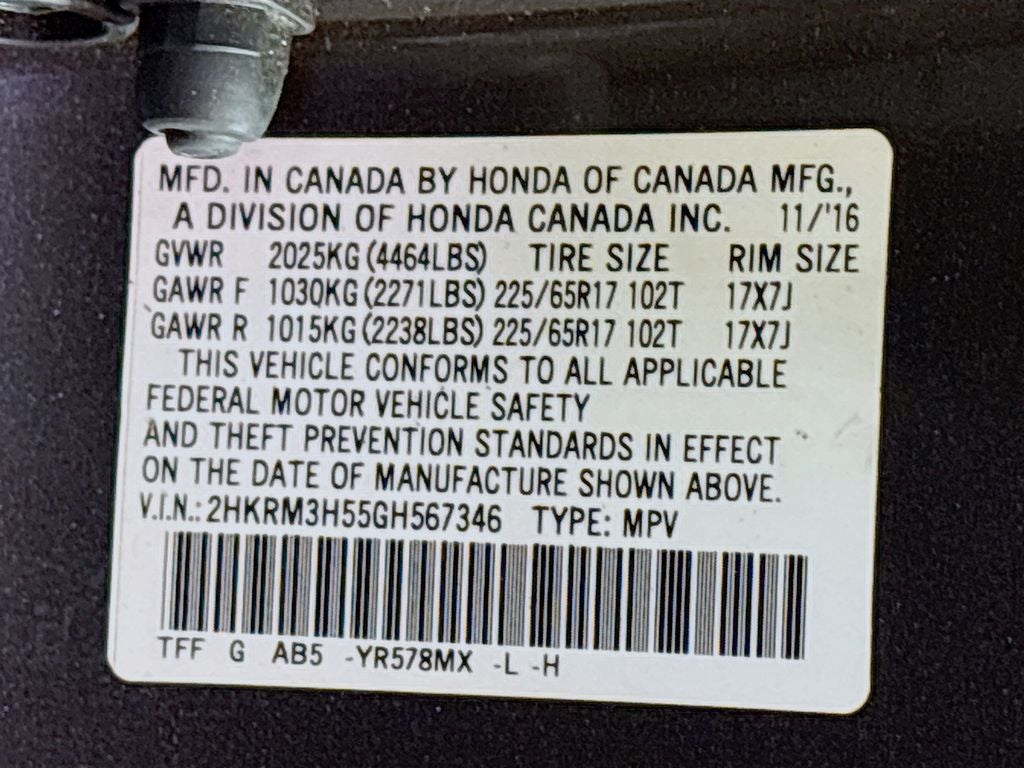 MFD. IN CANADA BY HONDA OF CANADA MFG.,
A DIVISION OF HONDA CANADA INC. 11/'16
GVWR 2025KG (4464LBS) TIRE SIZE RIM SIZE
GAWR F 1030KG (2271LBS) 225/65R17 102T 17X7J
GAWR R 1015KG (2238LBS) 225/65R17 102T 17X7J
THIS VEHICLE CONFORMS TO ALL APPLICABLE
FEDERAL MOTOR VEHICLE SAFETY
AND THEFT PREVENTION STANDARDS IN EFFECT
ON THE DATE OF MANUFACTURE SHOWN ABOVE.
V.I.N.: 2HKRM3H55GH567346 TYPE: MPV
TFF G AB5 -YR578MX -L -H